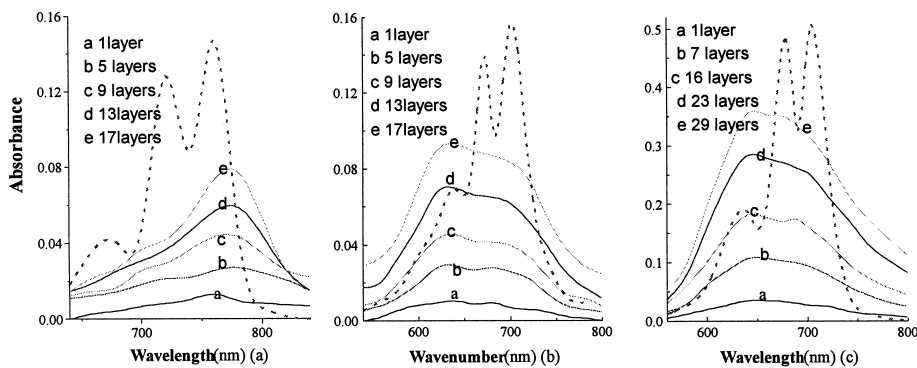 Absorbance
0.16
0.12
0.08
0.04
0.00
a 1layer
b 5 layers
c 9 layers
d 13layers
e 17layers
e
d
c
b
a
700
800
Wavelength(nm) (a)
0.16
0.12
0.08
0.04
0.00
a 1layer
b 5 layers
c 9 layers
d 13layers
e 17layers
e
d
c
b
a
600
700
800
Wavenumber(nm) (b)
0.5
0.4
0.3
0.2
0.1
0.0
a 1layer
b 7 layers
c 16 layers
d 23 layers
e 29 layers
e
d
c
b
a
600
700
800
Wavelength(nm) (c)